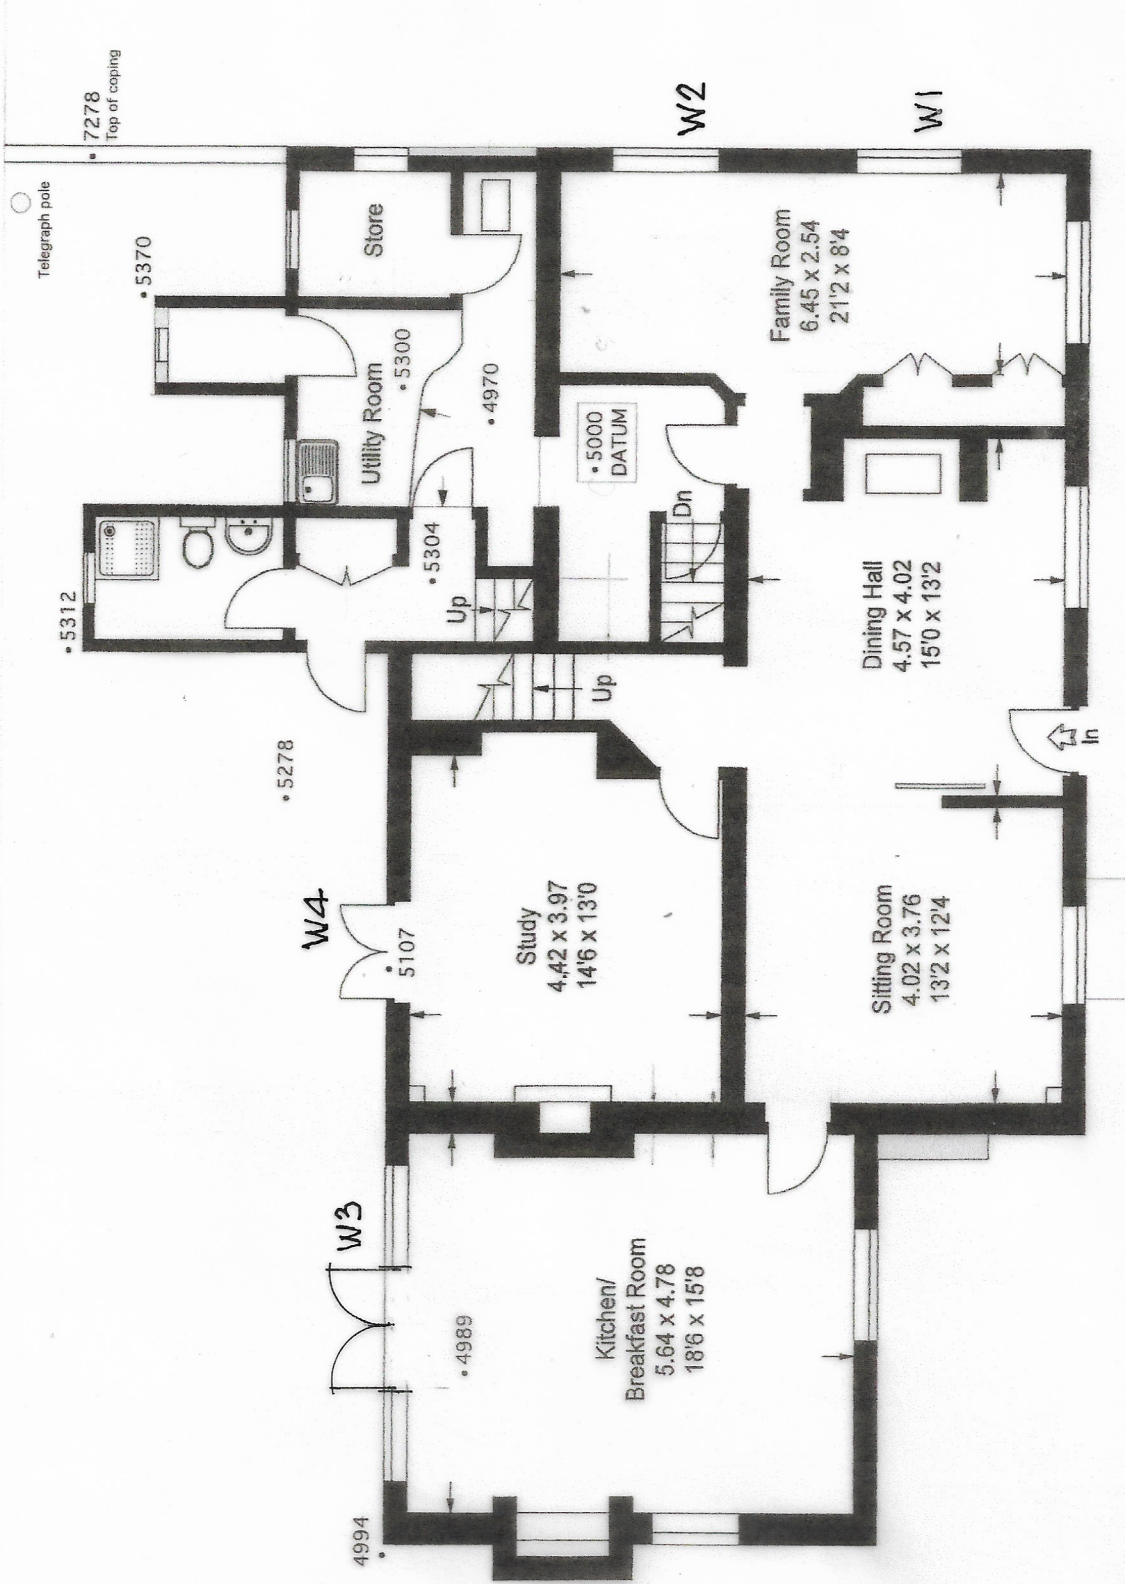 Telegraph pole
7278
Top of coping
5370
5312
Store
W2
W1
Utility Room
5300
4970
5304
Up
5000
DATUM
Dn
Family Room
6.45 x 2.54
21'2 x 8'4
Up
5278
Dining Hall
4.57 x 4.02
15'0 x 13'2
In
W4
5107
Study
4.42 x 3.97
14'6 x 13'0
Sitting Room
4.02 x 3.76
13'2 x 12'4
W3
4989
Kitchen/
Breakfast Room
5.64 x 4.78
18'6 x 15'8
4994